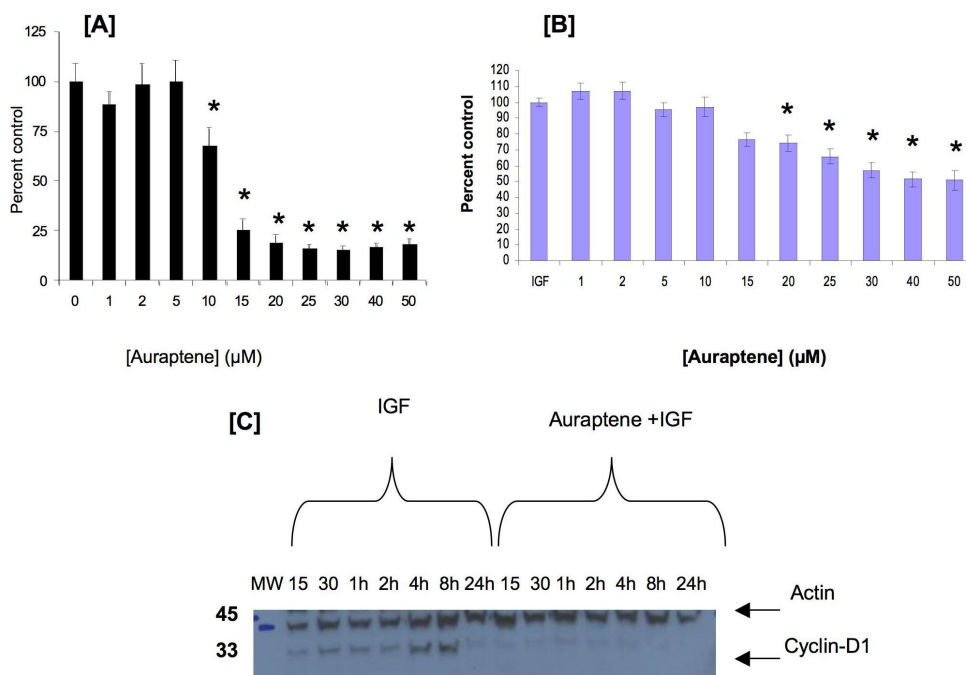 [A]
125
100
75
50
25
0
Percent control
* * * * * * *
0 1 2 5 10 15 20 25 30 40 50
[Auraptene] (µM)
[B]
120
110
100
90
80
70
60
50
40
30
20
10
0
Percent control
* * * * *
IGF 1 2 5 10 15 20 25 30 40 50
[Auraptene] (µM)
[C]
IGF
Auraptene +IGF
MW 15 30 1h 2h 4h 8h 24h 15 30 1h 2h 4h 8h 24h
45
33
Actin
Cyclin-D1